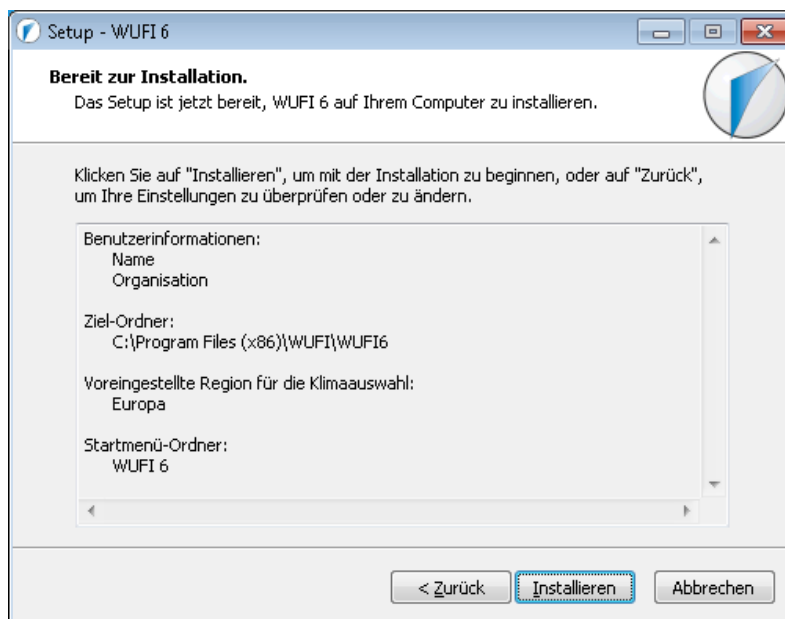 Setup - WUFI 6
Bereit zur Installation.
Das Setup ist jetzt bereit, WUFI 6 auf Ihrem Computer zu installieren.
Klicken Sie auf "Installieren", um mit der Installation zu beginnen, oder auf "Zurück",
um Ihre Einstellungen zu überprüfen oder zu ändern.
Benutzerinformationen:
Name
Organisation
Ziel-Ordner:
C:\Program Files (x86)\WUFI\WUFI6
Voreingestellte Region für die Klimaauswahl:
Europa
Startmenü-Ordner:
WUFI 6
< Zurück
Installieren
Abbrechen